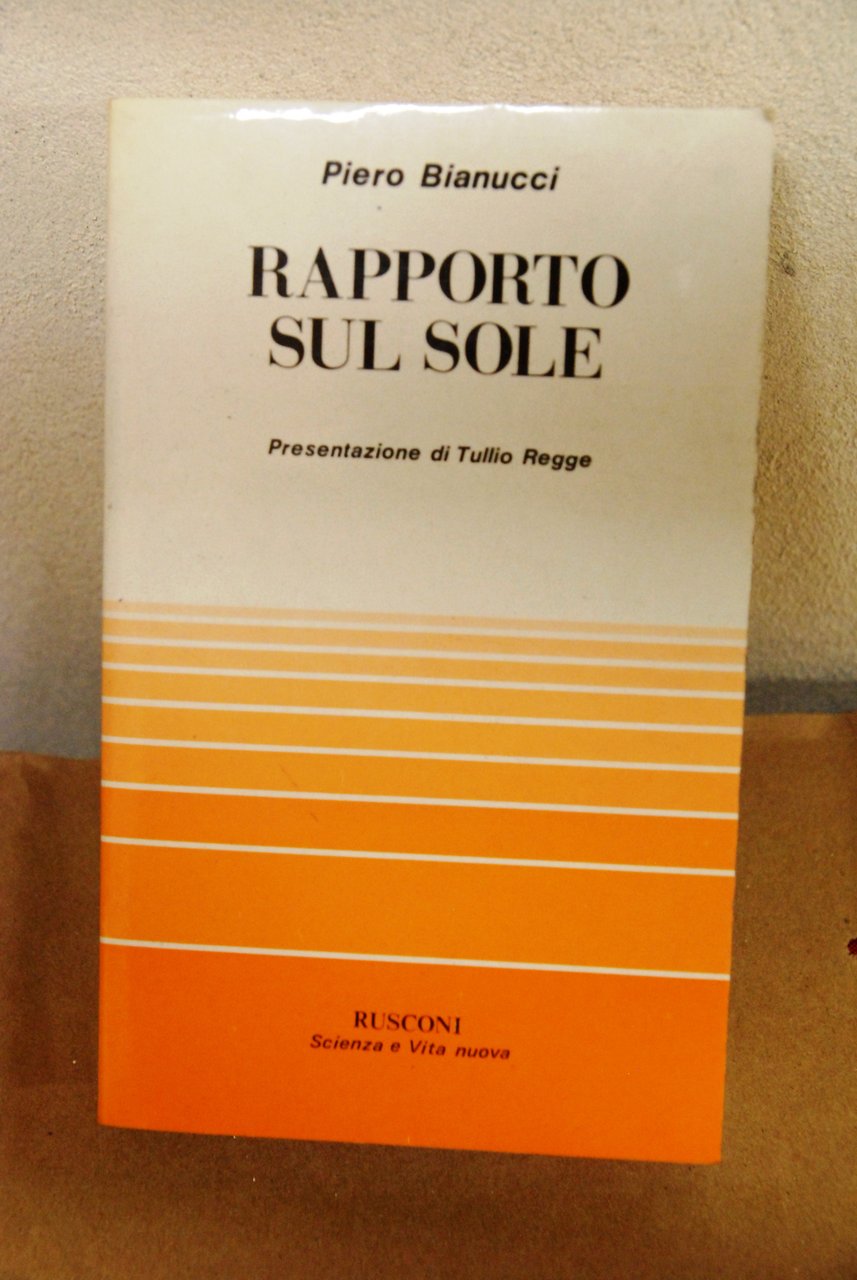 Piero Bianucci
RAPPORTO
SUL SOLE
Presentazione di Tullio Regge
RUSCONI
Scienza e Vita nuova